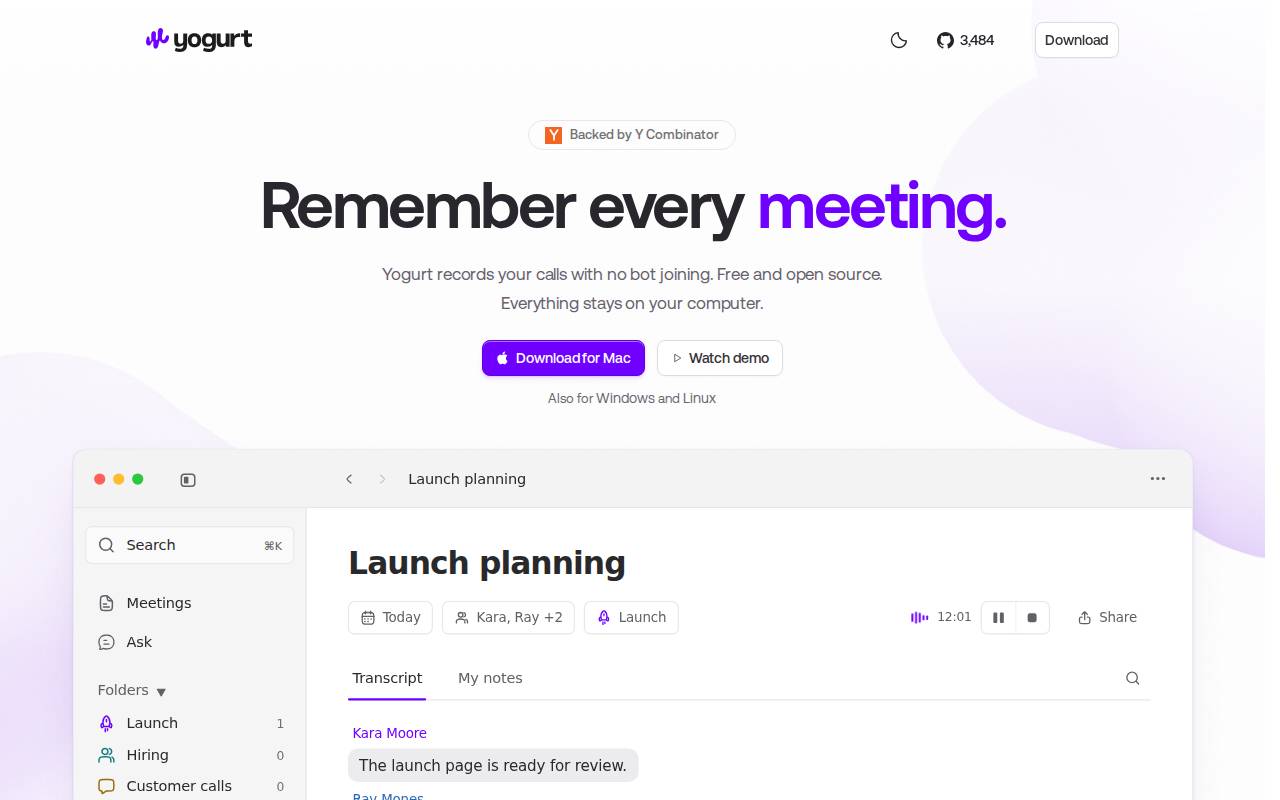 yogurt
3,484
Download
Backed by Y Combinator
Remember every meeting.
Yogurt records your calls with no bot joining. Free and open source.
Everything stays on your computer.
Download for Mac
Watch demo
Also for Windows and Linux
Launch planning
Search ⌘K
Meetings
Ask
Folders
Launch 1
Hiring 0
Customer calls 0
Launch planning
Today
Kara, Ray +2
Launch
12:01
Share
Transcript
My notes
Kara Moore
The launch page is ready for review.
Ray Mones